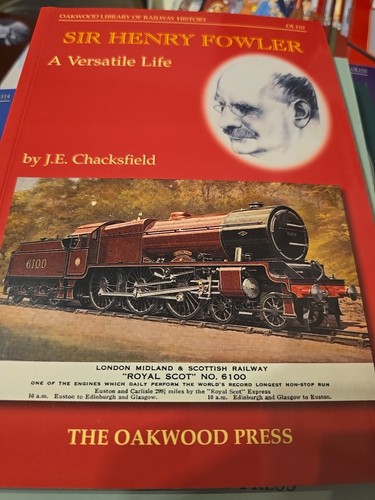 OAKWOOD LIBRARY OF RAILWAY HISTORY
SIR HENRY FOWLER
A Versatile Life
by J.E. Chacksfield
6100
LONDON MIDLAND & SCOTTISH RAILWAY
"ROYAL SCOT" NO. 6100
ONE OF THE ENGINES WHICH DAILY PERFORM THE WORLD'S RECORD LONGEST NON-STOP RUN
Euston and Carlisle 299¼ miles by the "Royal Scot" Express
10 a.m. Euston to Edinburgh and Glasgow. 10 a.m. Edinburgh and Glasgow to Euston.
THE OAKWOOD PRESS